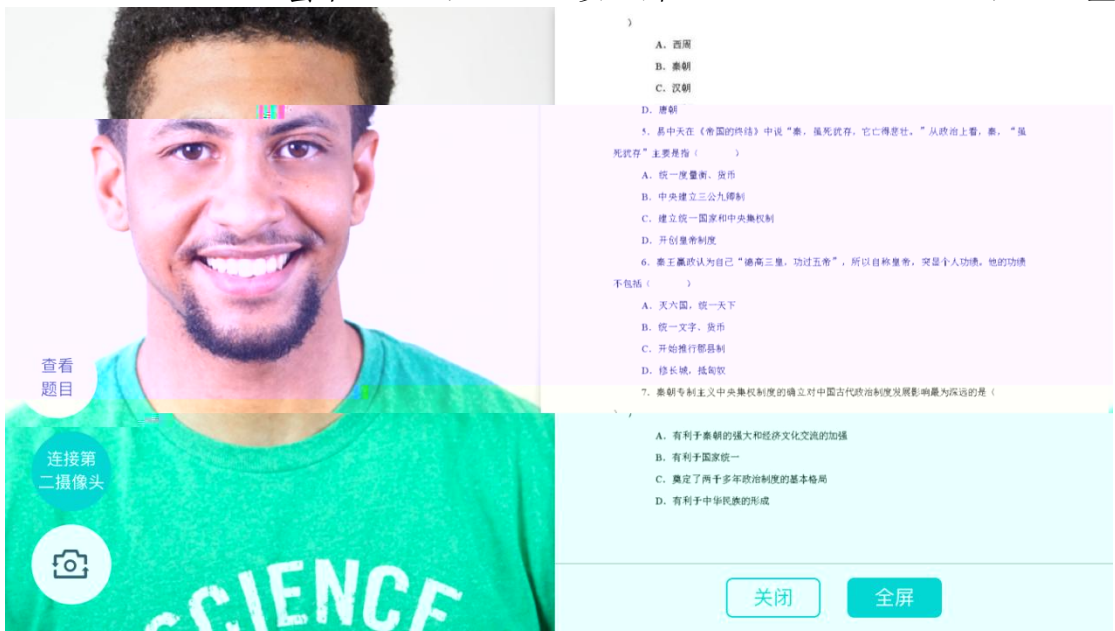 查看
题目
连接第
二摄像头
SCIENCE
)
A. 西周
B. 秦朝
C. 汉朝
D. 唐朝
5. 易中天在《帝国的终结》中说“秦，虽死犹存，它亡得悲壮。”从政治上看，秦，“虽
死犹存”主要是指( )
A. 统一度量衡、货币
B. 中央建立三公九卿制
C. 建立统一国家和中央集权制
D. 开创皇帝制度
6. 秦王嬴政认为自己“德高三皇，功过五帝”，所以自称皇帝，突显个人功绩，他的功绩
不包括( )
A. 灭六国，统一天下
B. 统一文字、货币
C. 开始推行郡县制
D. 修长城，抵匈奴
7. 秦朝专制主义中央集权制度的确立对中国古代政治制度发展影响最为深远的是(
)
A. 有利于秦朝的强大和经济文化交流的加强
B. 有利于国家统一
C. 奠定了两千多年政治制度的基本格局
D. 有利于中华民族的形成
关闭
全屏